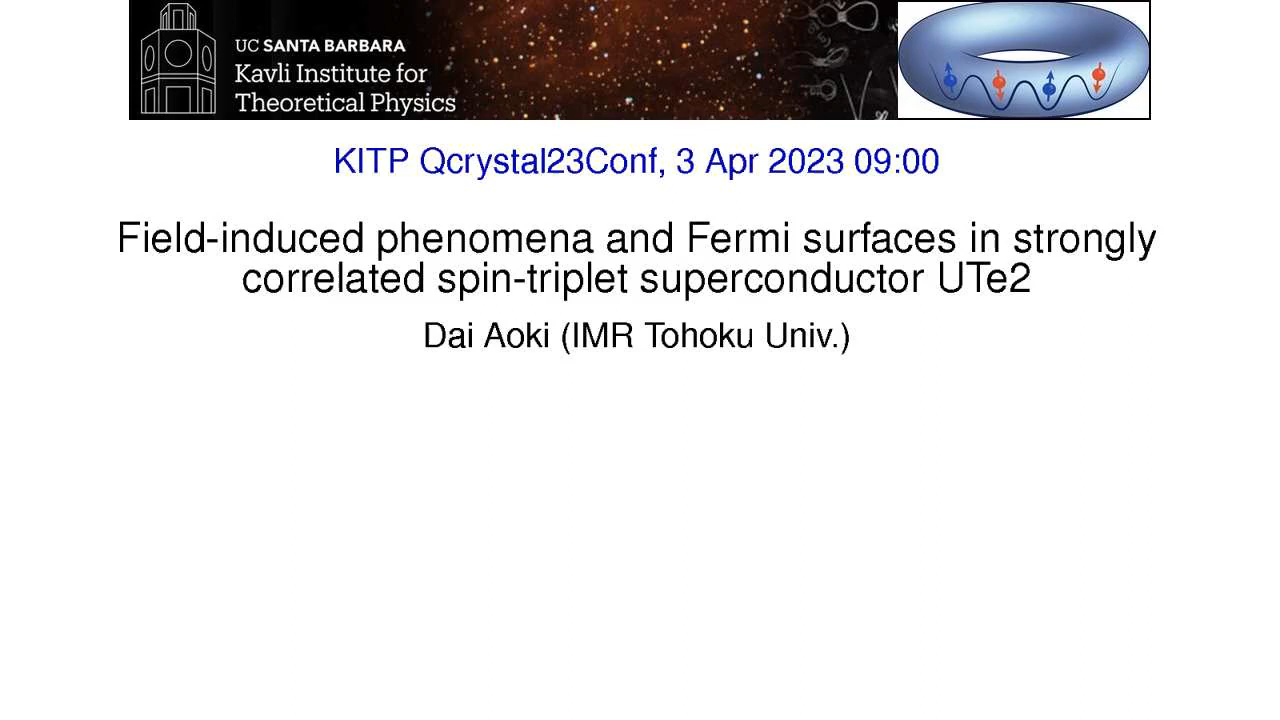 UC SANTA BARBARA
Kavli Institute for
Theoretical Physics
KITP Qcrystal23Conf, 3 Apr 2023 09:00
Field-induced phenomena and Fermi surfaces in strongly
correlated spin-triplet superconductor UTe2
Dai Aoki (IMR Tohoku Univ.)